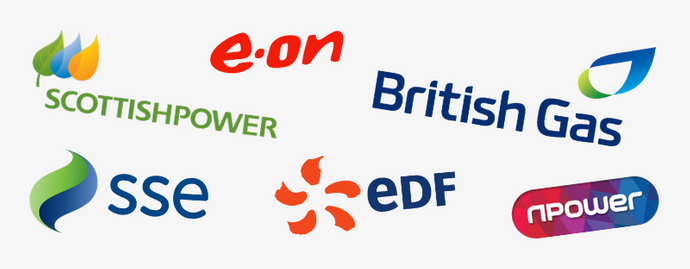 SCOTTISHPOWER
e·on
British Gas
sse
eDF
npower